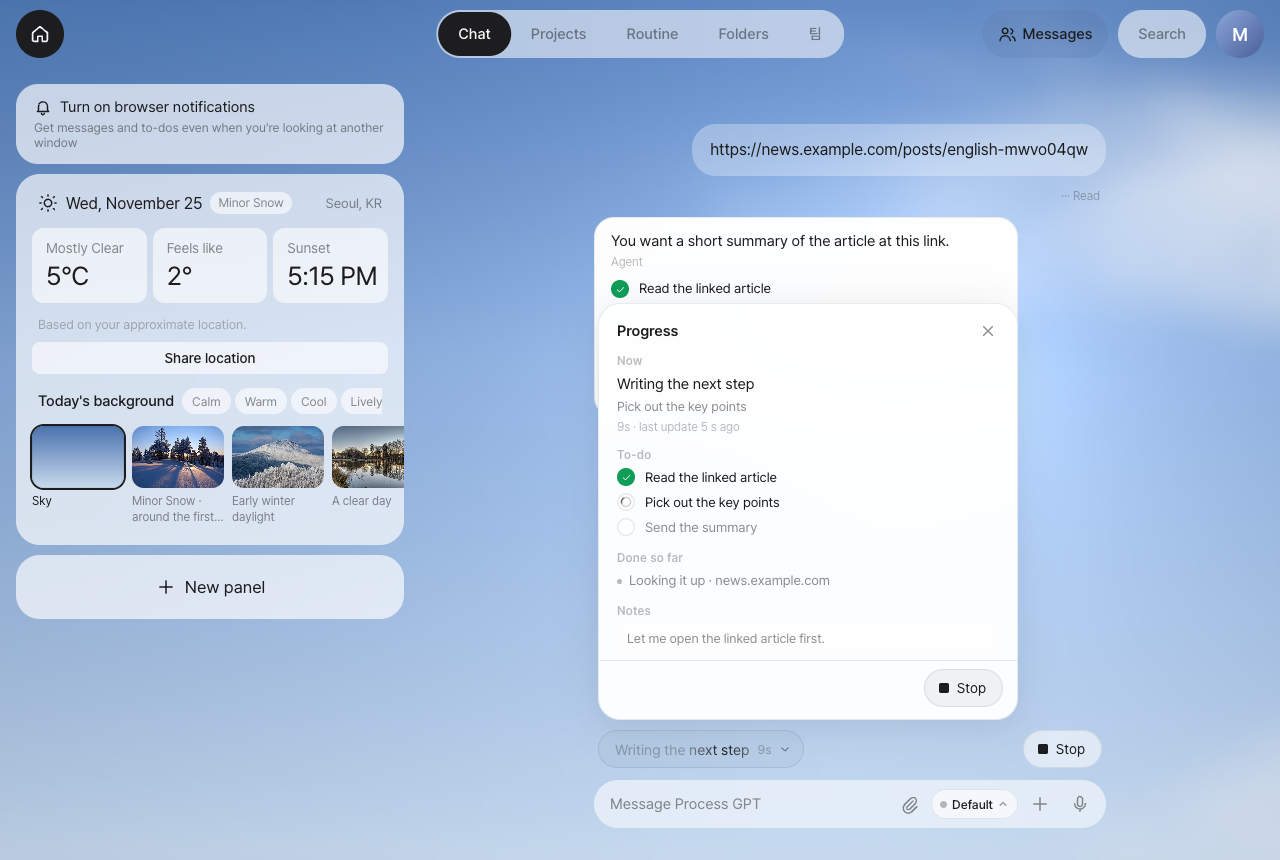 Chat
Projects
Routine
Folders
팀
Messages
Search
M
Turn on browser notifications
Get messages and to-dos even when you're looking at another
window
Wed, November 25
Minor Snow
Seoul, KR
Mostly Clear
5°C
Feels like
2°
Sunset
5:15 PM
Based on your approximate location.
Share location
Today's background
Calm
Warm
Cool
Lively
Sky
Minor Snow ·
around the first...
Early winter
daylight
A clear day
New panel
https://news.example.com/posts/english-mwvo04qw
··· Read
You want a short summary of the article at this link.
Agent
Read the linked article
Progress
Now
Writing the next step
Pick out the key points
9s · last update 5 s ago
To-do
Read the linked article
Pick out the key points
Send the summary
Done so far
Looking it up · news.example.com
Notes
Let me open the linked article first.
Stop
Writing the next step 9s
Stop
Message Process GPT
Default